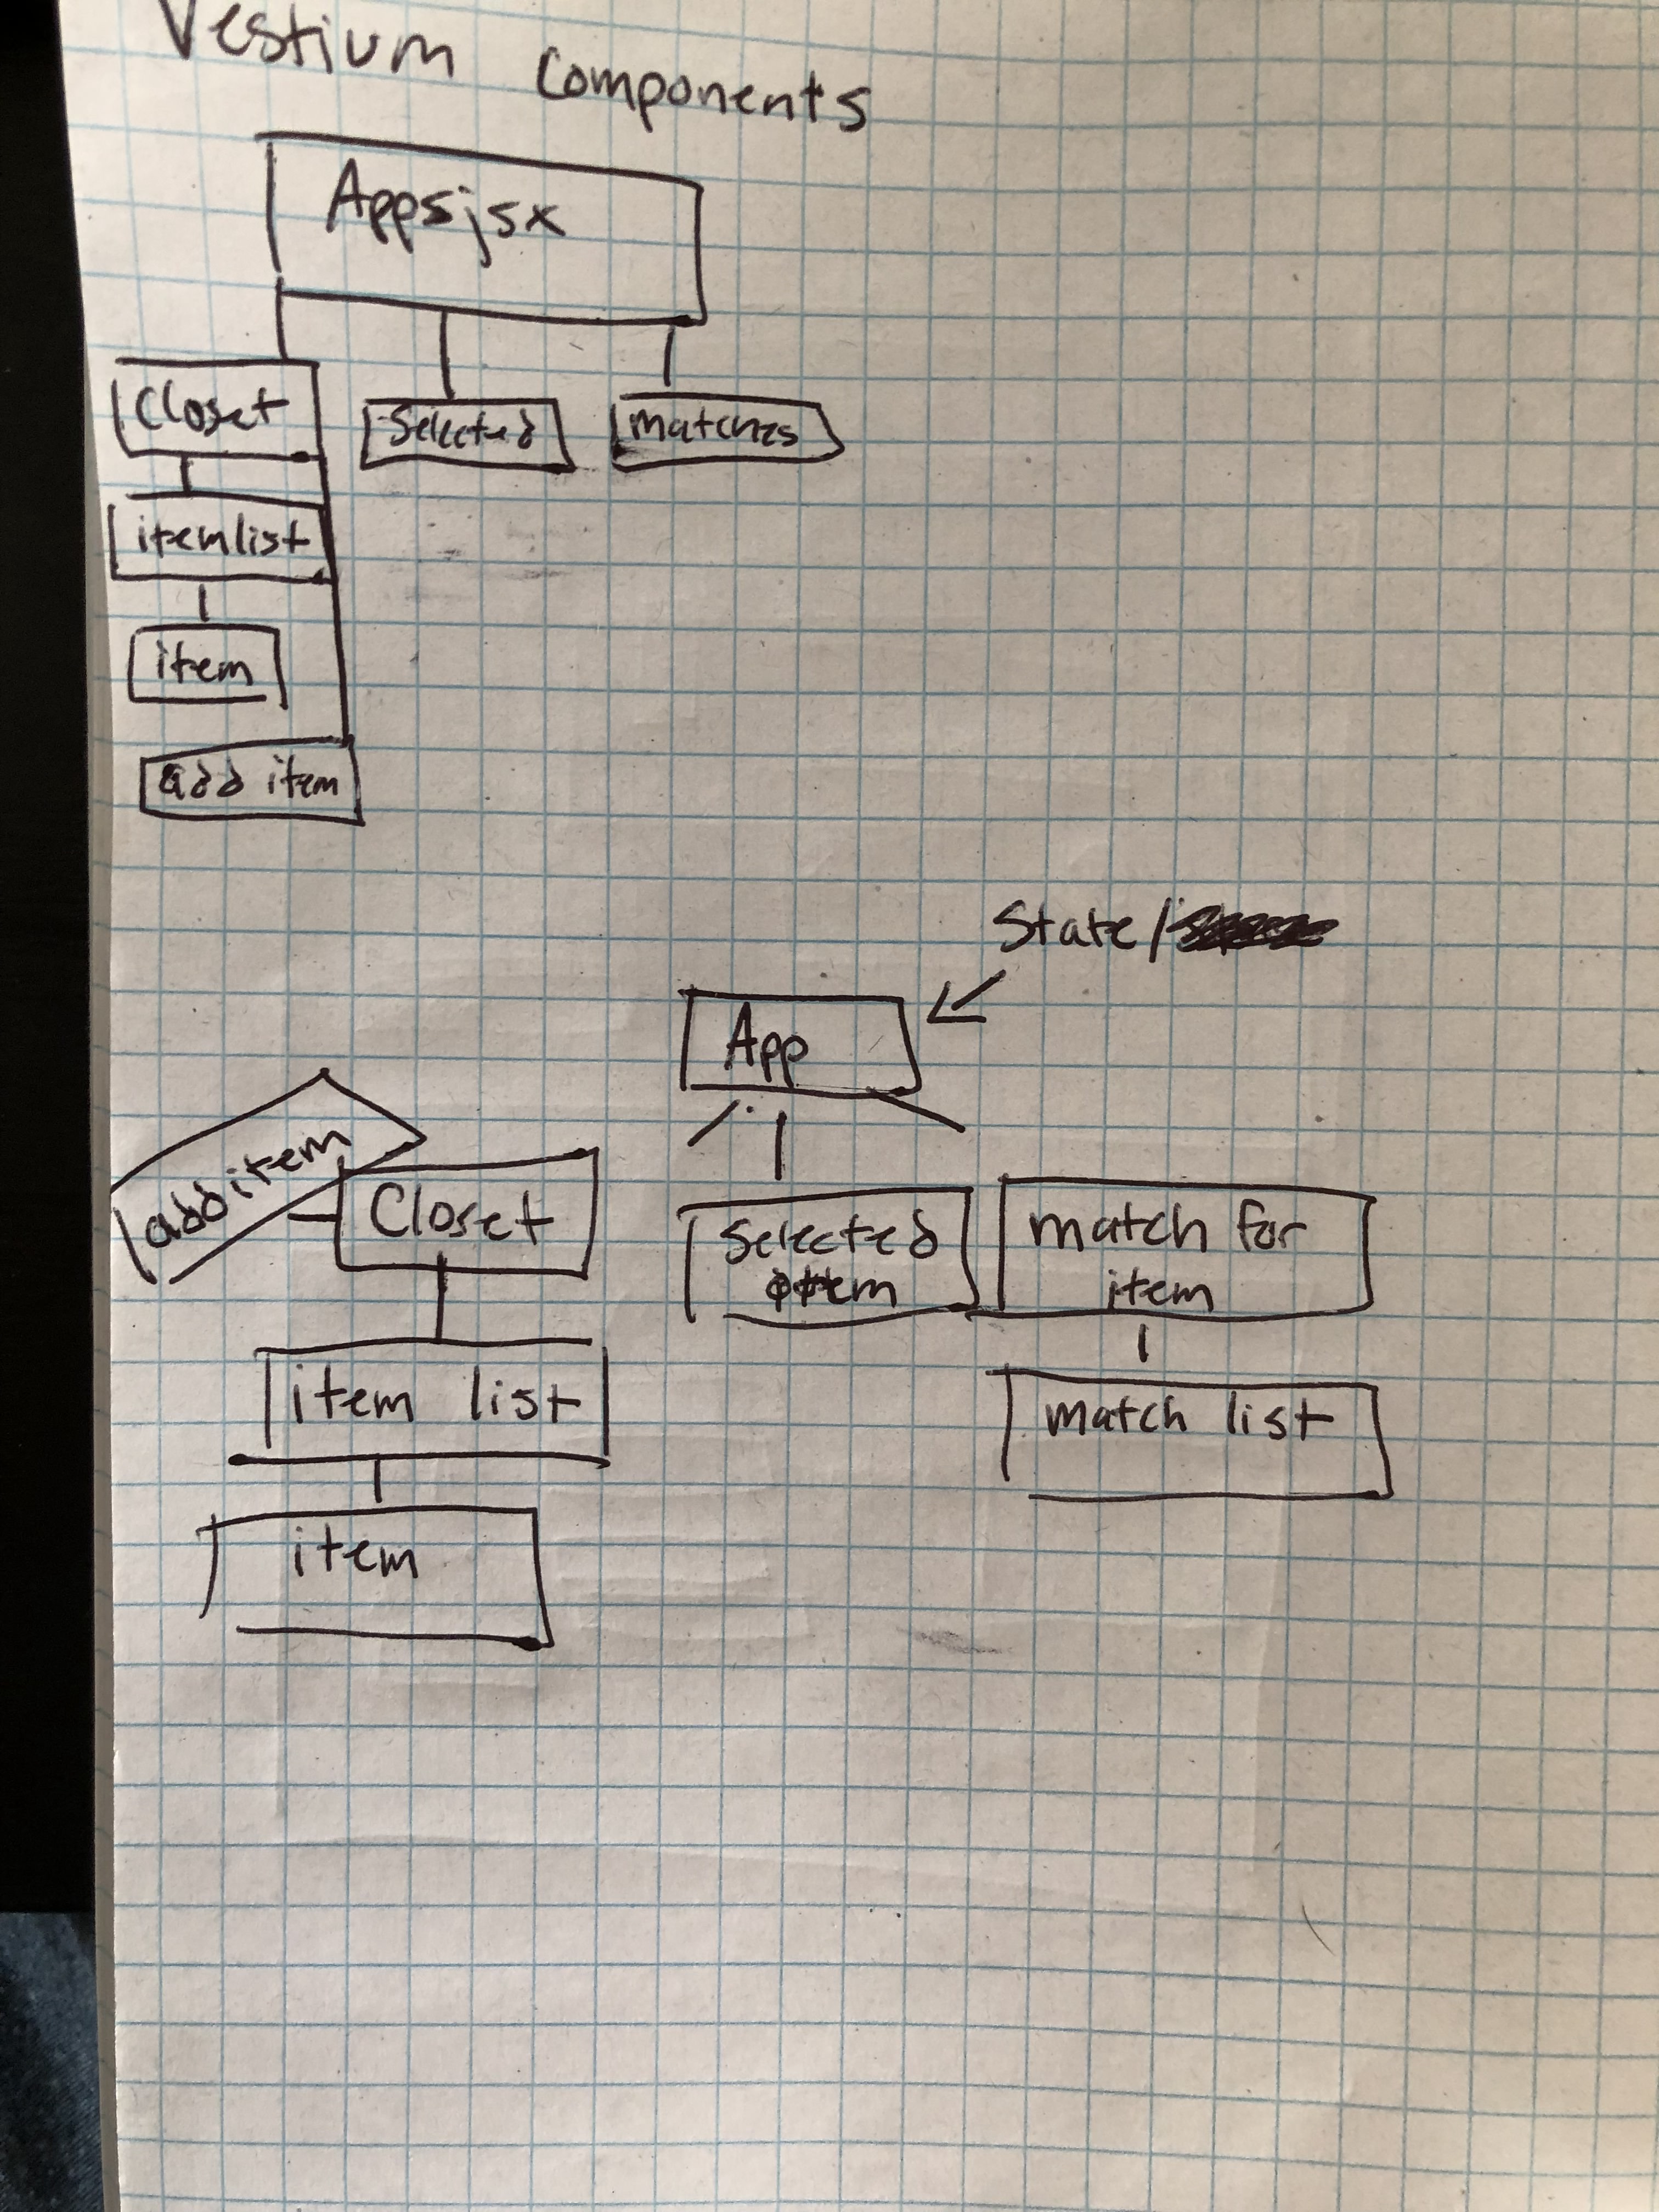 Vestium Components
Appsjsx
Closet
Selected
matches
itemlist
item
add item
State/
App
add item
Closet
Selected
item
match for
item
item list
match list
item